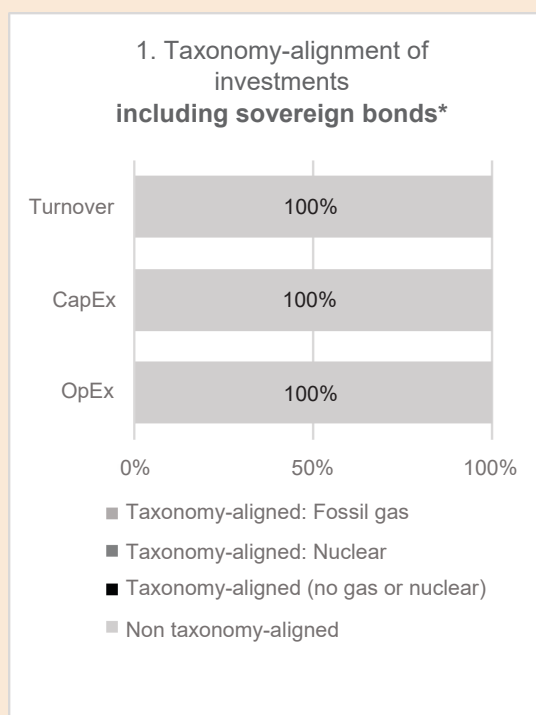 1. Taxonomy-alignment of
investments
including sovereign bonds*
Turnover
100%
CapEx
100%
OpEx
100%
0%
50%
100%
Taxonomy-aligned: Fossil gas
Taxonomy-aligned: Nuclear
Taxonomy-aligned (no gas or nuclear)
Non taxonomy-aligned